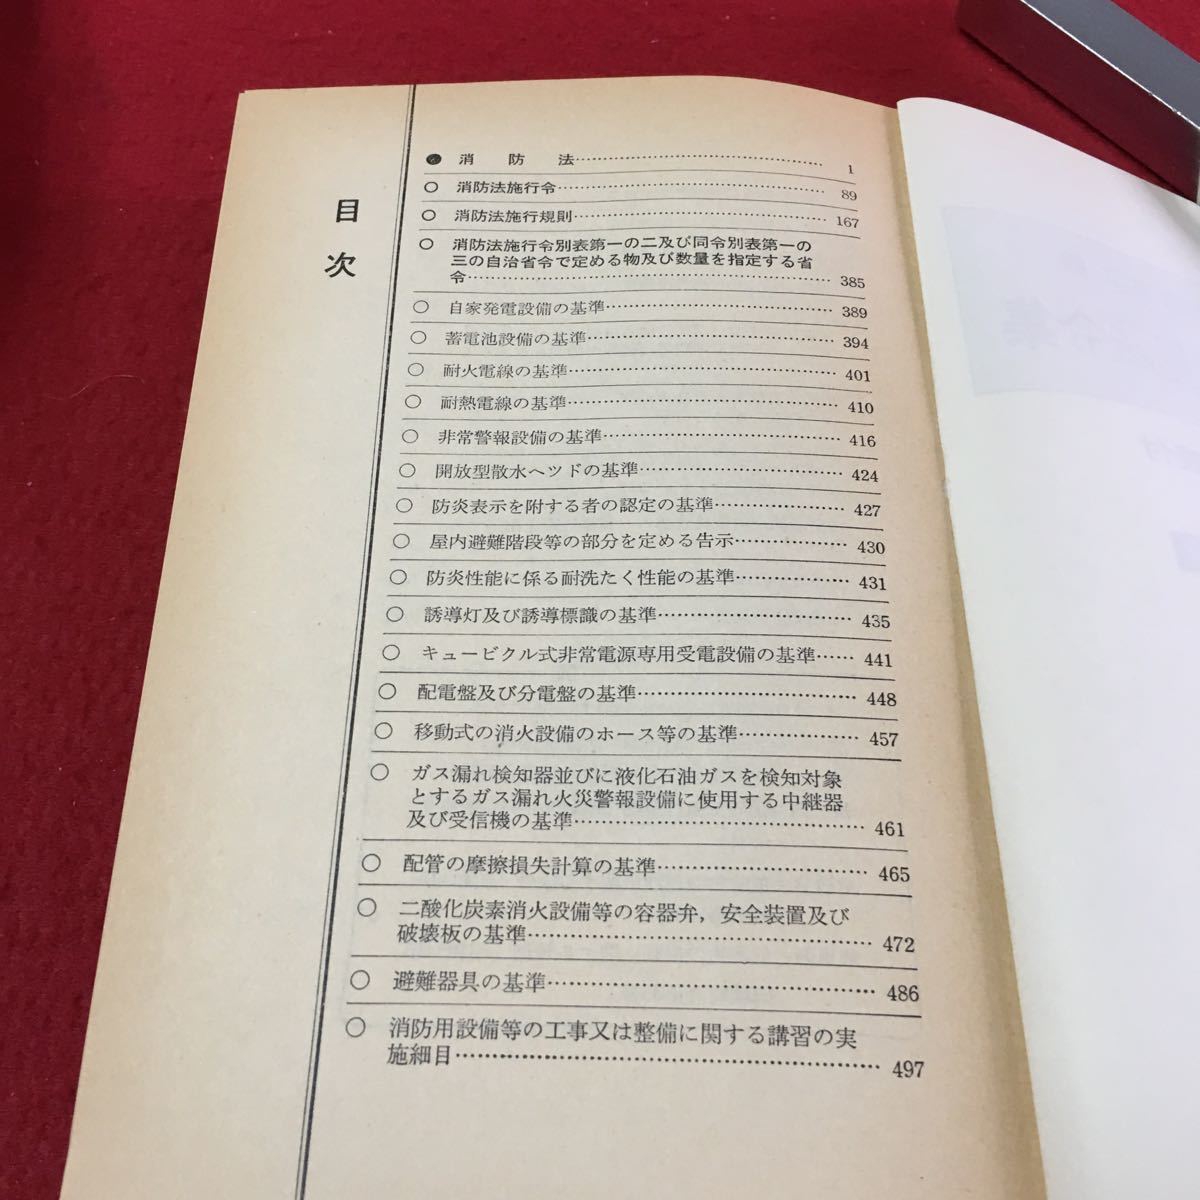 目次
● 消防法…………………………………… 1
○ 消防法施行令…………………………………… 89
○ 消防法施行規則…………………………………… 167
○ 消防法施行令別表第一の二及び同令別表第一の
三の自治省令で定める物及び数量を指定する省
令…………………………………… 385
○ 自家発電設備の基準…………………………………… 389
○ 蓄電池設備の基準…………………………………… 394
○ 耐火電線の基準…………………………………… 401
○ 耐熱電線の基準…………………………………… 410
○ 非常警報設備の基準…………………………………… 416
○ 開放型散水ヘツドの基準…………………………… 424
○ 防炎表示を附する者の認定の基準………………… 427
○ 屋内避難階段等の部分を定める告示……………… 430
○ 防炎性能に係る耐洗たく性能の基準……………… 431
○ 誘導灯及び誘導標識の基準………………………… 435
○ キュービクル式非常電源専用受電設備の基準…… 441
○ 配電盤及び分電盤の基準…………………………… 448
○ 移動式の消火設備のホース等の基準……………… 457
○ ガス漏れ検知器並びに液化石油ガスを検知対象
とするガス漏れ火災警報設備に使用する中継器
及び受信機の基準…………………………………… 461
○ 配管の摩擦損失計算の基準………………………… 465
○ 二酸化炭素消火設備等の容器弁，安全装置及び
破壊板の基準…………………………………… 472
○ 避難器具の基準…………………………………… 486
○ 消防用設備等の工事又は整備に関する講習の実
施細目…………………………………… 497